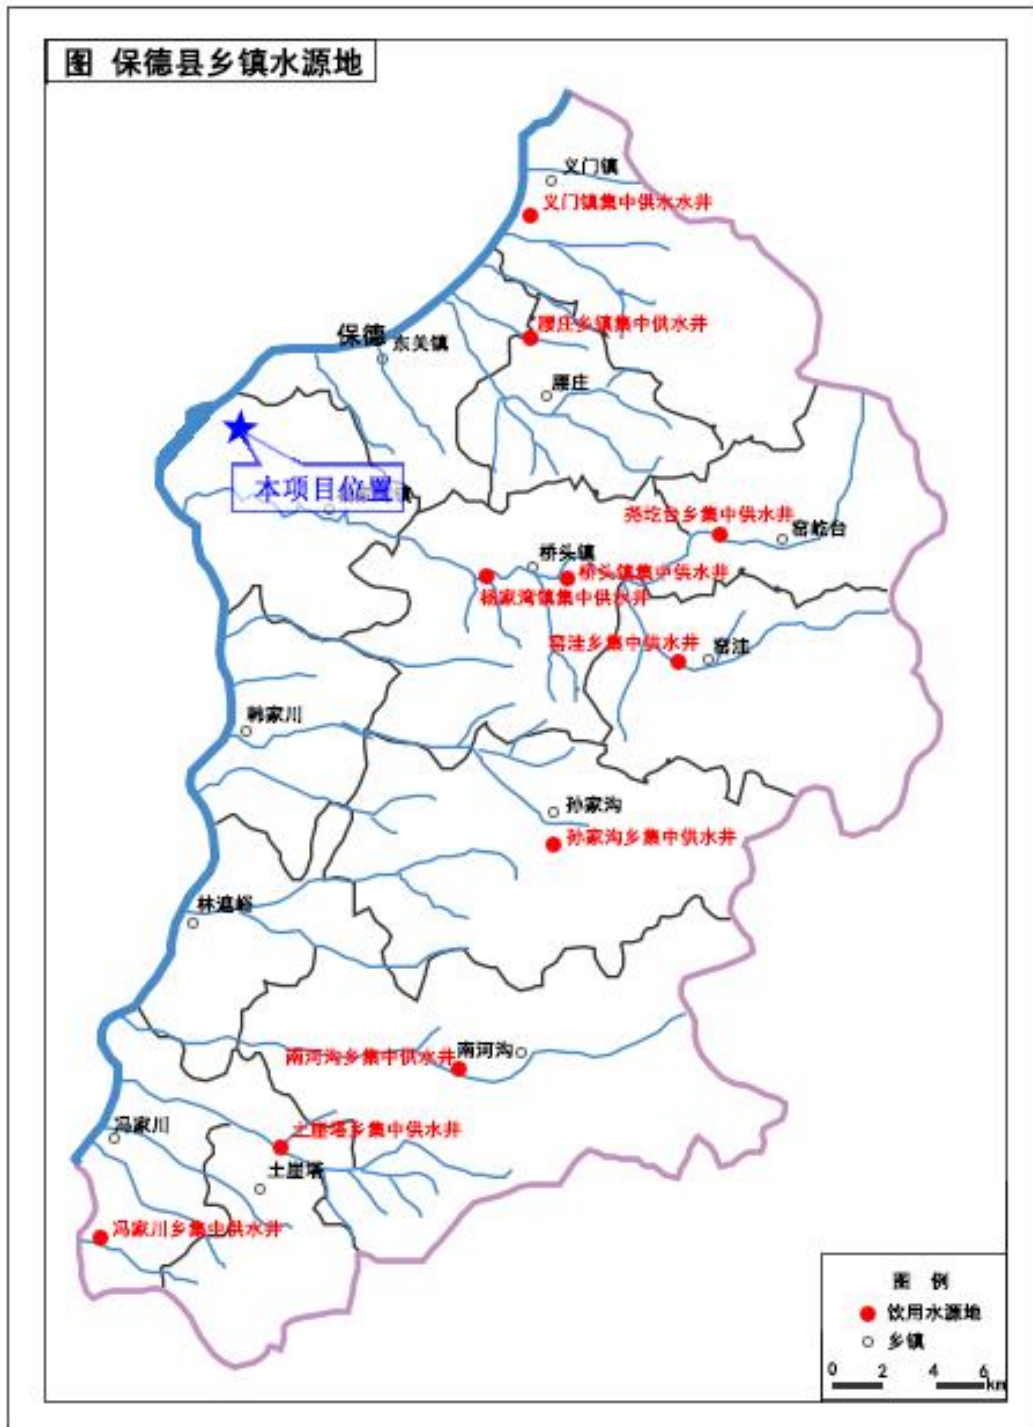 图 保德县乡镇水源地
义门镇
义门镇集中供水水井
腰庄乡镇集中供水井
保德
东关镇
腰庄
本项目位置
尧圪台乡集中供水井
窑圪台
桥头镇
桥头镇集中供水井
杨家湾镇集中供水井
窑洼乡集中供水井
窑洼
韩家川
孙家沟
孙家沟乡集中供水井
林遮峪
南河沟乡集中供水井
南河沟
冯家川
土崖塔乡集中供水井
土崖塔
冯家川乡集中供水井
图 例
饮用水源地
乡镇
0 2 4 6
km